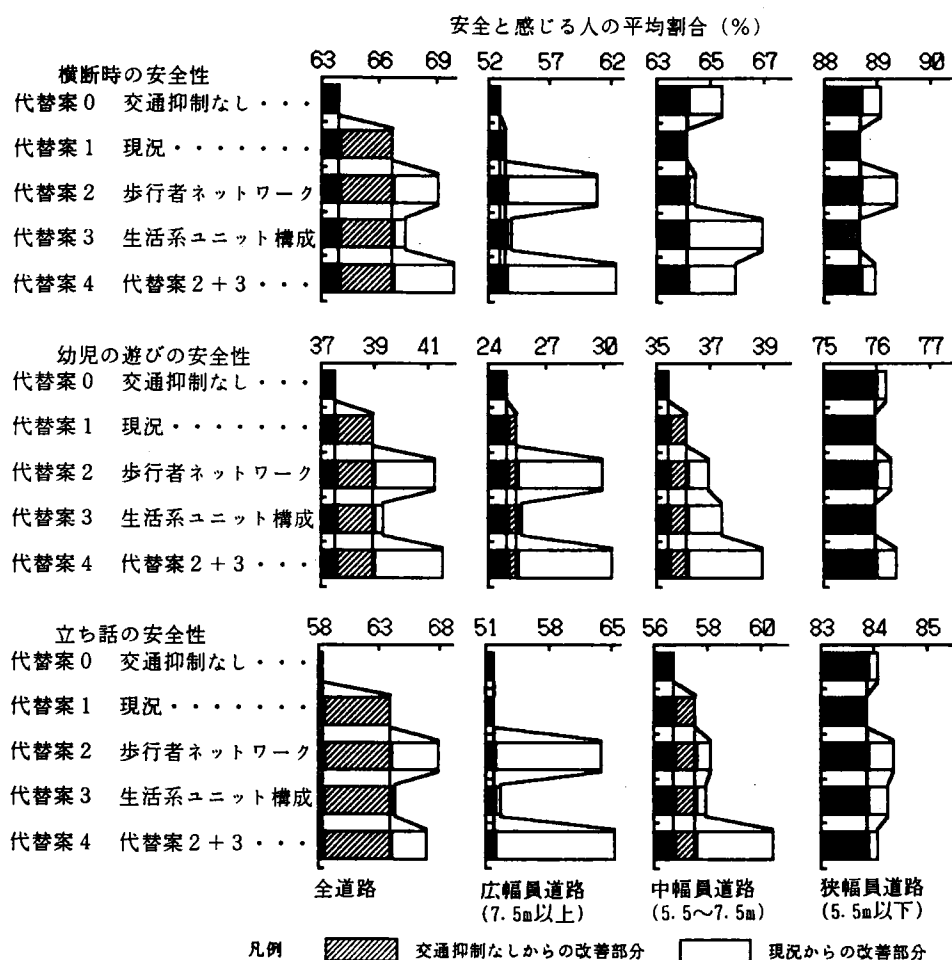 安全と感じる人の平均割合(%)
横断時の安全性
63 66 69 52 57 62 63 65 67 88 89 90
代替案0 交通抑制なし・・・
代替案1 現況・・・・・・・
代替案2 歩行者ネットワーク
代替案3 生活系ユニット構成
代替案4 代替案2+3・・・
幼児の遊びの安全性
37 39 41 24 27 30 35 37 39 75 76 77
代替案0 交通抑制なし・・・
代替案1 現況・・・・・・・
代替案2 歩行者ネットワーク
代替案3 生活系ユニット構成
代替案4 代替案2+3・・・
立ち話の安全性
58 63 68 51 58 65 56 58 60 83 84 85
代替案0 交通抑制なし・・・
代替案1 現況・・・・・・・
代替案2 歩行者ネットワーク
代替案3 生活系ユニット構成
代替案4 代替案2+3・・・
全道路 広幅員道路 中幅員道路 狭幅員道路
(7.5m以上) (5.5〜7.5m) (5.5m以下)
凡例 交通抑制なしからの改善部分 現況からの改善部分